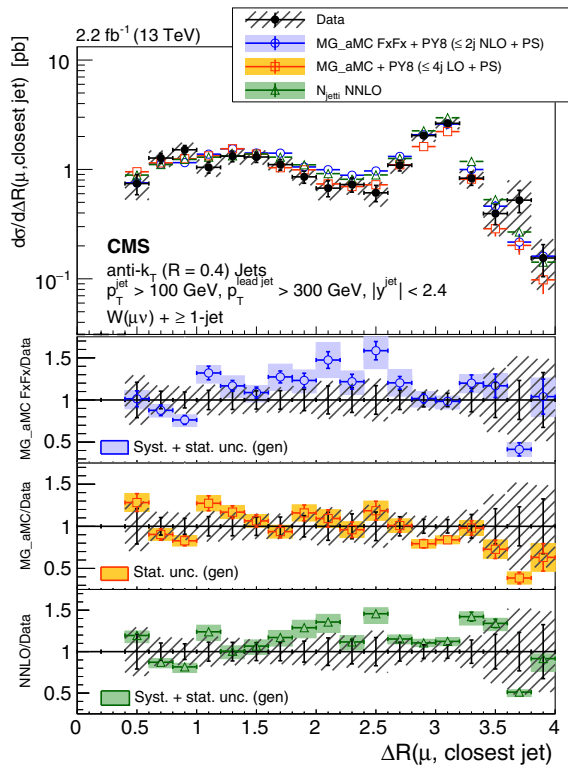 2.2 fb⁻¹ (13 TeV)
Data
MG_aMC FxFx + PY8 (≤ 2j NLO + PS)
MG_aMC + PY8 (≤ 4j LO + PS)
N_jetti NNLO
dσ/dΔR(μ, closest jet) [pb]
10
1
10⁻¹
CMS
anti-k_T (R = 0.4) Jets
p_T^jet > 100 GeV, p_T^lead jet > 300 GeV, |y^jet| < 2.4
W(μν) + ≥ 1-jet
MG_aMC FxFx/Data
1.5
1
0.5
Syst. + stat. unc. (gen)
MG_aMC/Data
1.5
1
0.5
Stat. unc. (gen)
NNLO/Data
1.5
1
0.5
Syst. + stat. unc. (gen)
0 0.5 1 1.5 2 2.5 3 3.5 4
ΔR(μ, closest jet)